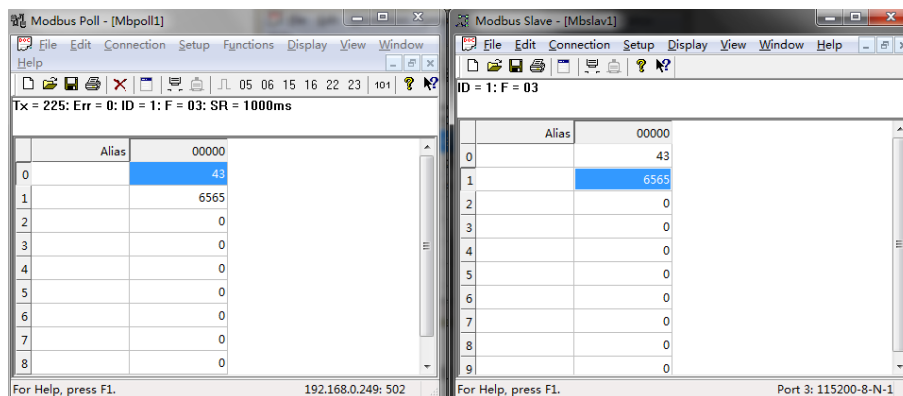 Modbus Poll - [Mbpoll1]
File Edit Connection Setup Functions Display View Window
Help
05 06 15 16 22 23 101
Tx = 225: Err = 0: ID = 1: F = 03: SR = 1000ms
Alias 00000
0 43
1 6565
2 0
3 0
4 0
5 0
6 0
7 0
8 0
For Help, press F1. 192.168.0.249: 502
Modbus Slave - [Mbslav1]
File Edit Connection Setup Display View Window Help
ID = 1: F = 03
Alias 00000
0 43
1 6565
2 0
3 0
4 0
5 0
6 0
7 0
8 0
9 0
For Help, press F1. Port 3: 115200-8-N-1